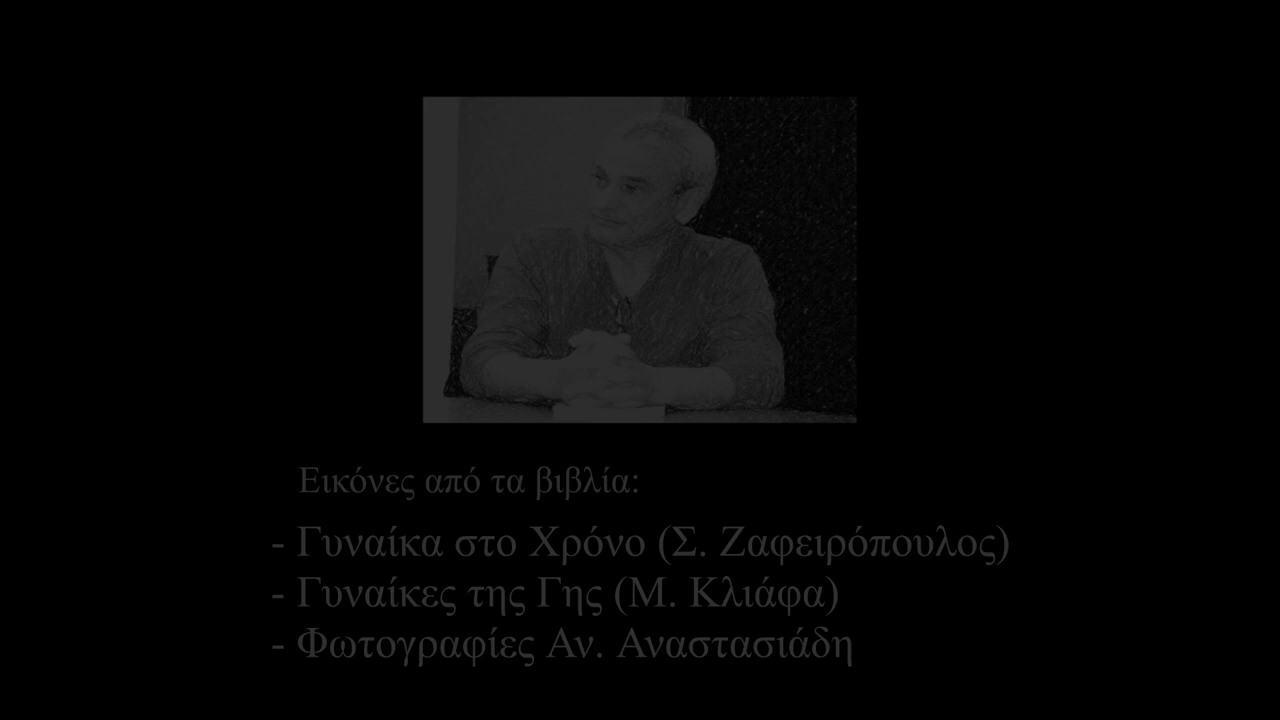 Εικόνες από τα βιβλία:
- Γυναίκα στο Χρόνο (Σ. Ζαφειρόπουλος)
- Γυναίκες της Γης (Μ. Κλιάφα)
- Φωτογραφίες Αν. Αναστασιάδη